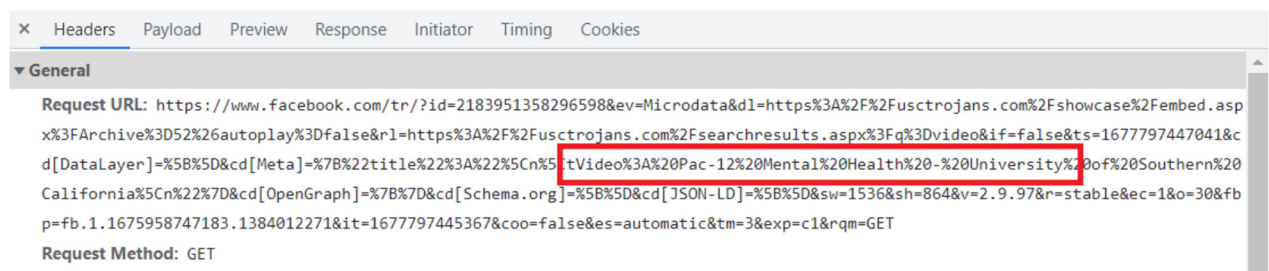 × Headers Payload Preview Response Initiator Timing Cookies
▼ General
Request URL: https://www.facebook.com/tr/?id=2183951358296598&ev=Microdata&dl=https%3A%2F%2Fusctrojans.com%2Fshowcase%2Fembed.asp
x%3FArchive%3D52%26autoplay%3Dfalse&rl=https%3A%2F%2Fusctrojans.com%2Fsearchresults.aspx%3Fq%3Dvideo&if=false&ts=1677797447041&c
d[DataLayer]=%5B%5D&cd[Meta]=%7B%22title%22%3A%22%5Cn%5CtVideo%3A%20Pac-12%20Mental%20Health%20-%20University%20of%20Southern%20
California%5Cn%22%7D&cd[OpenGraph]=%7B%7D&cd[Schema.org]=%5B%5D&cd[JSON-LD]=%5B%5D&sw=1536&sh=864&v=2.9.97&r=stable&ec=1&o=30&fb
p=fb.1.1675958747183.1384012271&it=1677797445367&coo=false&es=automatic&tm=3&exp=c1&rqm=GET
Request Method: GET